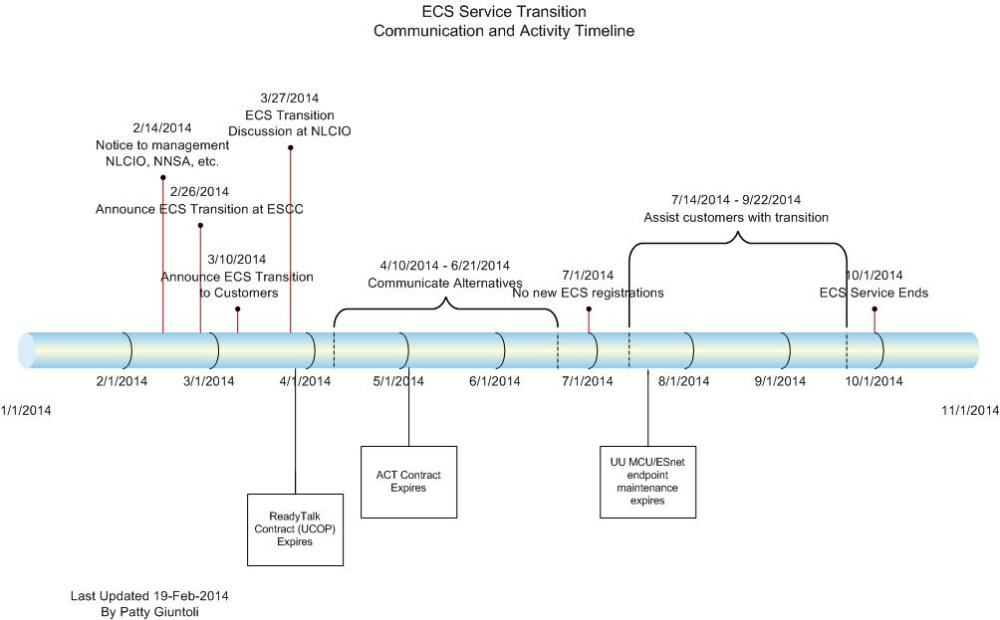 ECS Service Transition
Communication and Activity Timeline
3/27/2014
ECS Transition
Discussion at NLCIO
2/14/2014
Notice to management
NLCIO, NNSA, etc.
2/26/2014
Announce ECS Transition at ESCC
3/10/2014
Announce ECS Transition
to Customers
4/10/2014 - 6/21/2014
Communicate Alternatives
7/1/2014
No new ECS registrations
7/14/2014 - 9/22/2014
Assist customers with transition
10/1/2014
ECS Service Ends
2/1/2014
3/1/2014
4/1/2014
5/1/2014
6/1/2014
7/1/2014
8/1/2014
9/1/2014
10/1/2014
1/1/2014
11/1/2014
ReadyTalk
Contract (UCOP)
Expires
ACT Contract
Expires
UU MCU/ESnet
endpoint
maintenance
expires
Last Updated 19-Feb-2014
By Patty Giuntoli